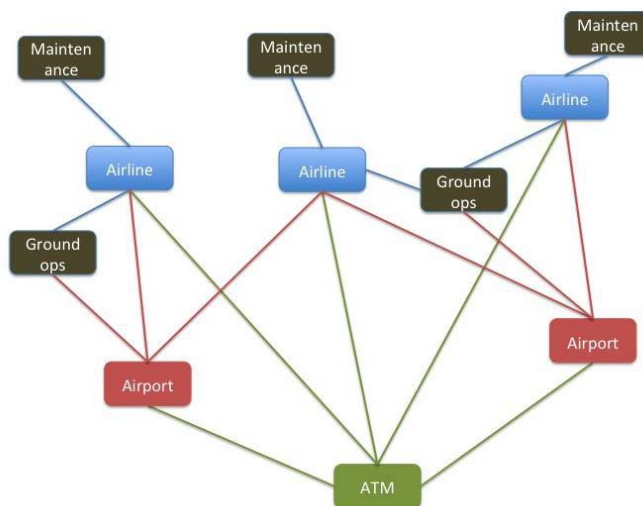 Mainten
ance
Mainten
ance
Mainten
ance
Airline
Airline
Airline
Ground
ops
Ground
ops
Airport
Airport
ATM